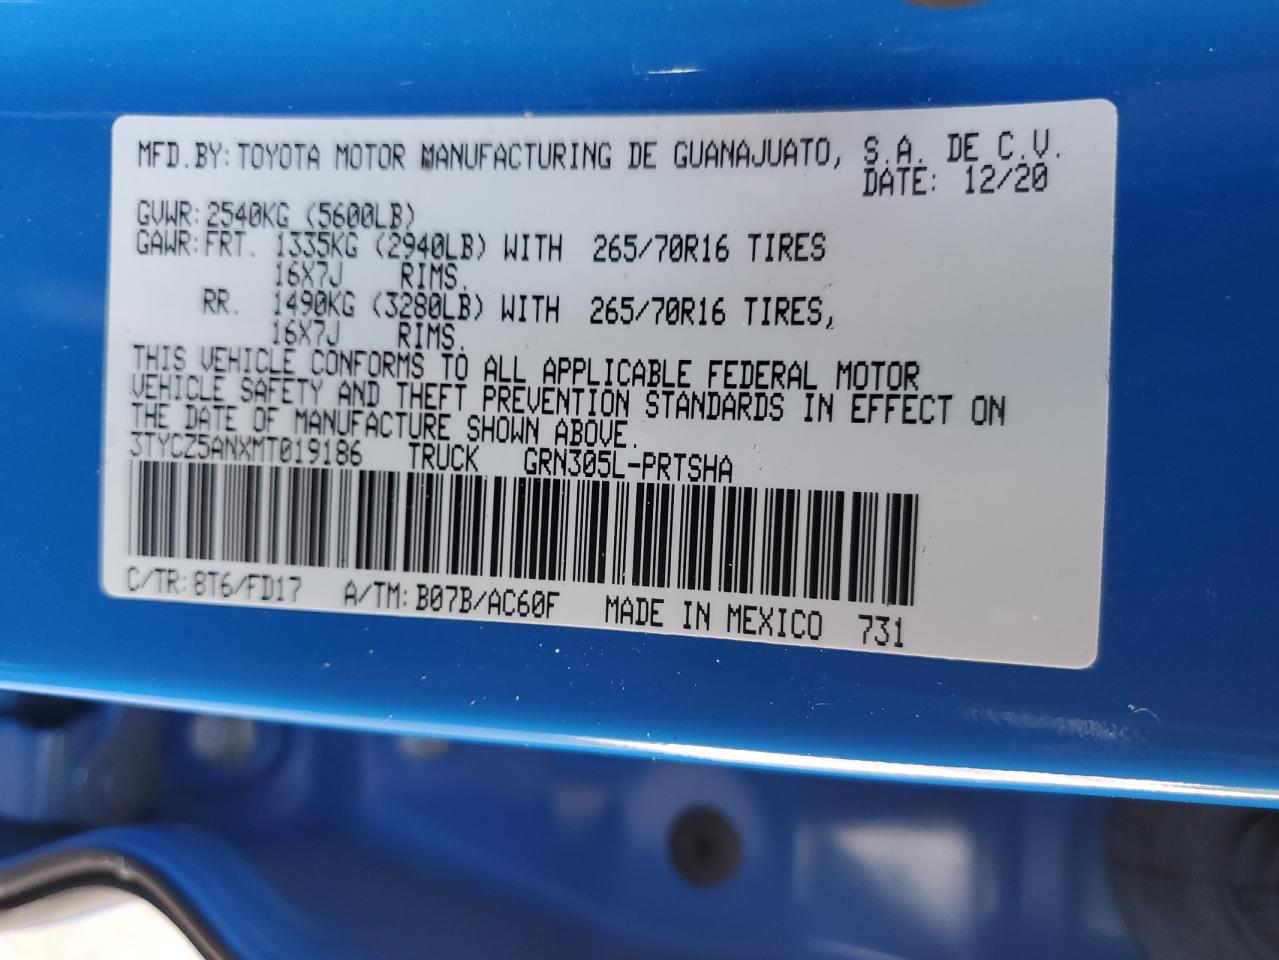 MFD.BY: TOYOTA MOTOR MANUFACTURING DE GUANAJUATO, S.A. DE C.V.
DATE: 12/20
GVWR: 2540KG (5600LB)
GAWR: FRT. 1335KG (2940LB) WITH 265/70R16 TIRES
16X7J RIMS.
RR. 1490KG (3280LB) WITH 265/70R16 TIRES,
16X7J RIMS.
THIS VEHICLE CONFORMS TO ALL APPLICABLE FEDERAL MOTOR
VEHICLE SAFETY AND THEFT PREVENTION STANDARDS IN EFFECT ON
THE DATE OF MANUFACTURE SHOWN ABOVE.
3TYCZ5ANXMT019186 TRUCK GRN305L-PRTSHA
C/TR: 8T6/FD17 A/TM: B07B/AC60F MADE IN MEXICO 731